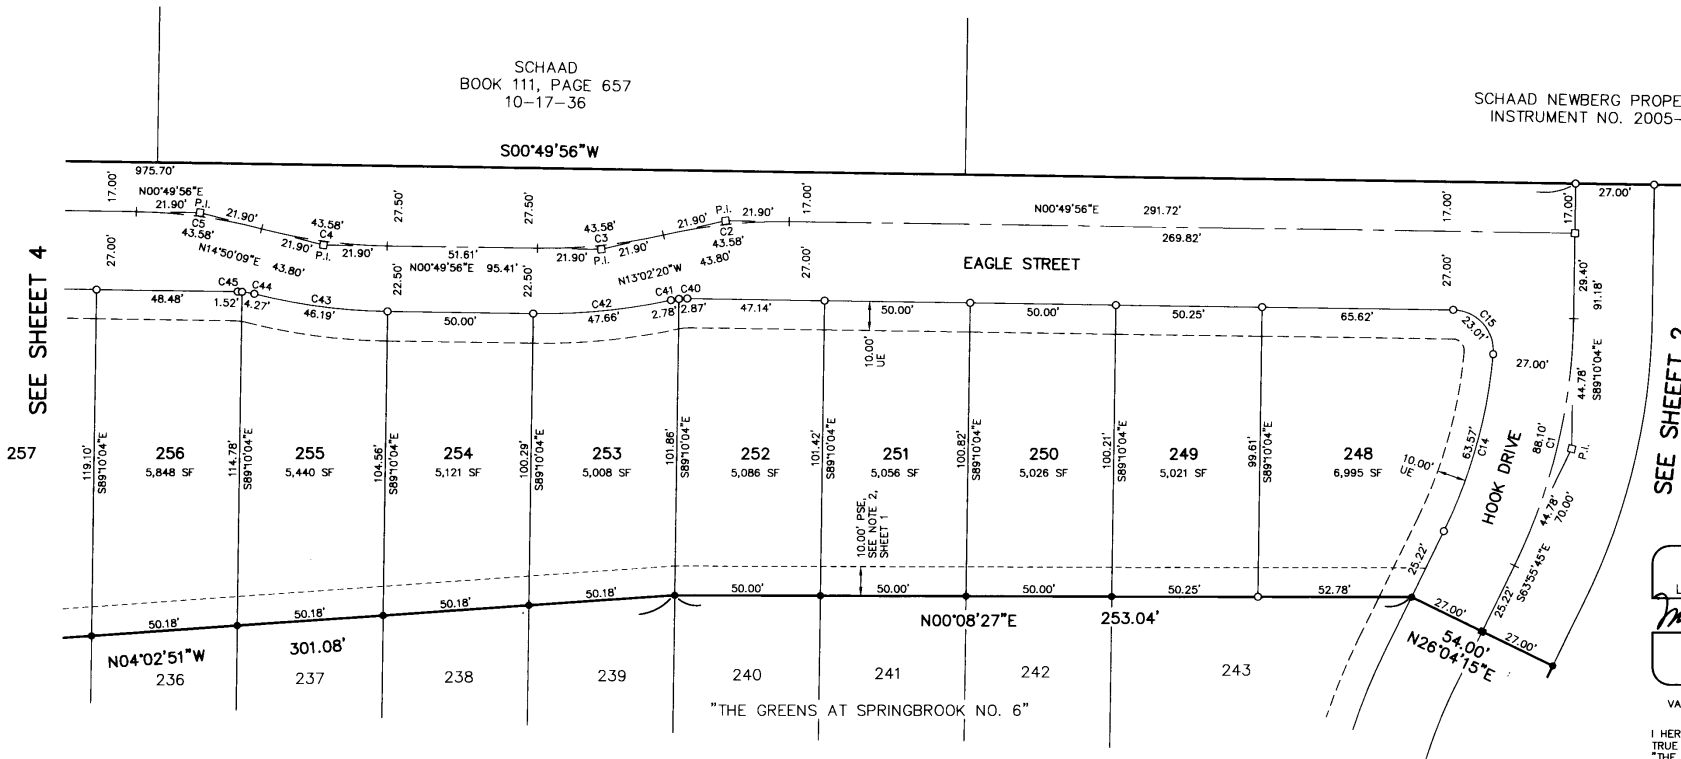 SCHAAD
BOOK 111, PAGE 657
10-17-36
SCHAAD NEWBERG PROPE
INSTRUMENT NO. 2005-
S00°49'56"W
975.70'
17.00'
N00°49'56"E
21.90'
P.I.
C5
43.58'
21.90'
27.00'
N14°50'09"E
43.80'
21.90'
43.58'
C4
P.I.
21.90'
27.50'
51.61'
N00°49'56"E 95.41'
22.50'
27.50'
22.50'
21.90'
43.58'
C3
P.I.
21.90'
N13°02'20"W
43.80'
21.90'
P.I.
C2
43.58'
21.90'
17.00'
27.00'
N00°49'56"E 291.72'
269.82'
17.00'
27.00'
17.00'
27.00'
EAGLE STREET
SEE SHEET 4
48.48'
C45
1.52'
C44
4.27'
C43
46.19'
50.00'
C42
47.66'
C41
2.78'
C40
2.87'
47.14'
50.00'
50.00'
50.25'
65.62'
C15
23.01'
27.00'
29.40'
91.18'
S89°10'04"E
44.78'
10.00'
UE
257
119.10'
S89°10'04"E
256
5,848 SF
114.78'
S89°10'04"E
255
5,440 SF
104.56'
S89°10'04"E
254
5,121 SF
100.29'
S89°10'04"E
253
5,008 SF
101.86'
S89°10'04"E
252
5,086 SF
101.42'
S89°10'04"E
251
5,056 SF
100.82'
S89°10'04"E
250
5,026 SF
100.21'
S89°10'04"E
249
5,021 SF
99.61'
S89°10'04"E
248
6,995 SF
10.00'
UE
63.57'
C14
HOOK DRIVE
88.10'
C1
P.I.
44.78'
70.00'
S63°55'45"E
25.22'
25.22'
SEE SHEET 2
10.00' PSE,
SEE NOTE 2,
SHEET 1
50.18'
50.18'
50.18'
50.18'
50.00'
50.00'
50.00'
50.25'
52.78'
27.00'
27.00'
54.00'
N26°04'15"E
N04°02'51"W
301.08'
N00°08'27"E
253.04'
236
237
238
239
240
241
242
243
"THE GREENS AT SPRINGBROOK NO. 6"
L
VA
I HER
TRUE
"THE